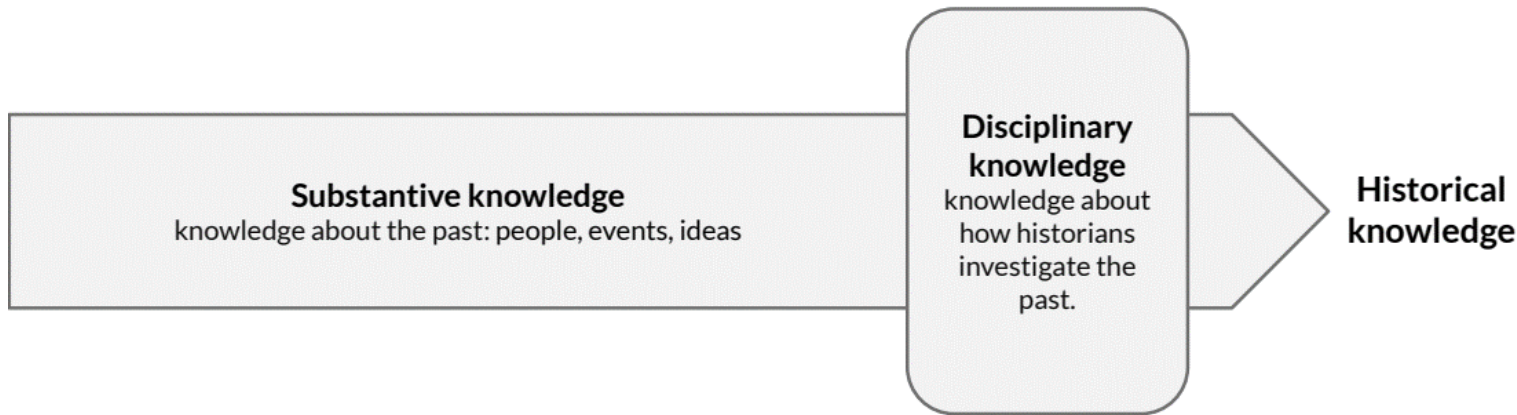 Substantive knowledge
knowledge about the past: people, events, ideas
Disciplinary
knowledge
knowledge about
how historians
investigate the
past.
Historical
knowledge